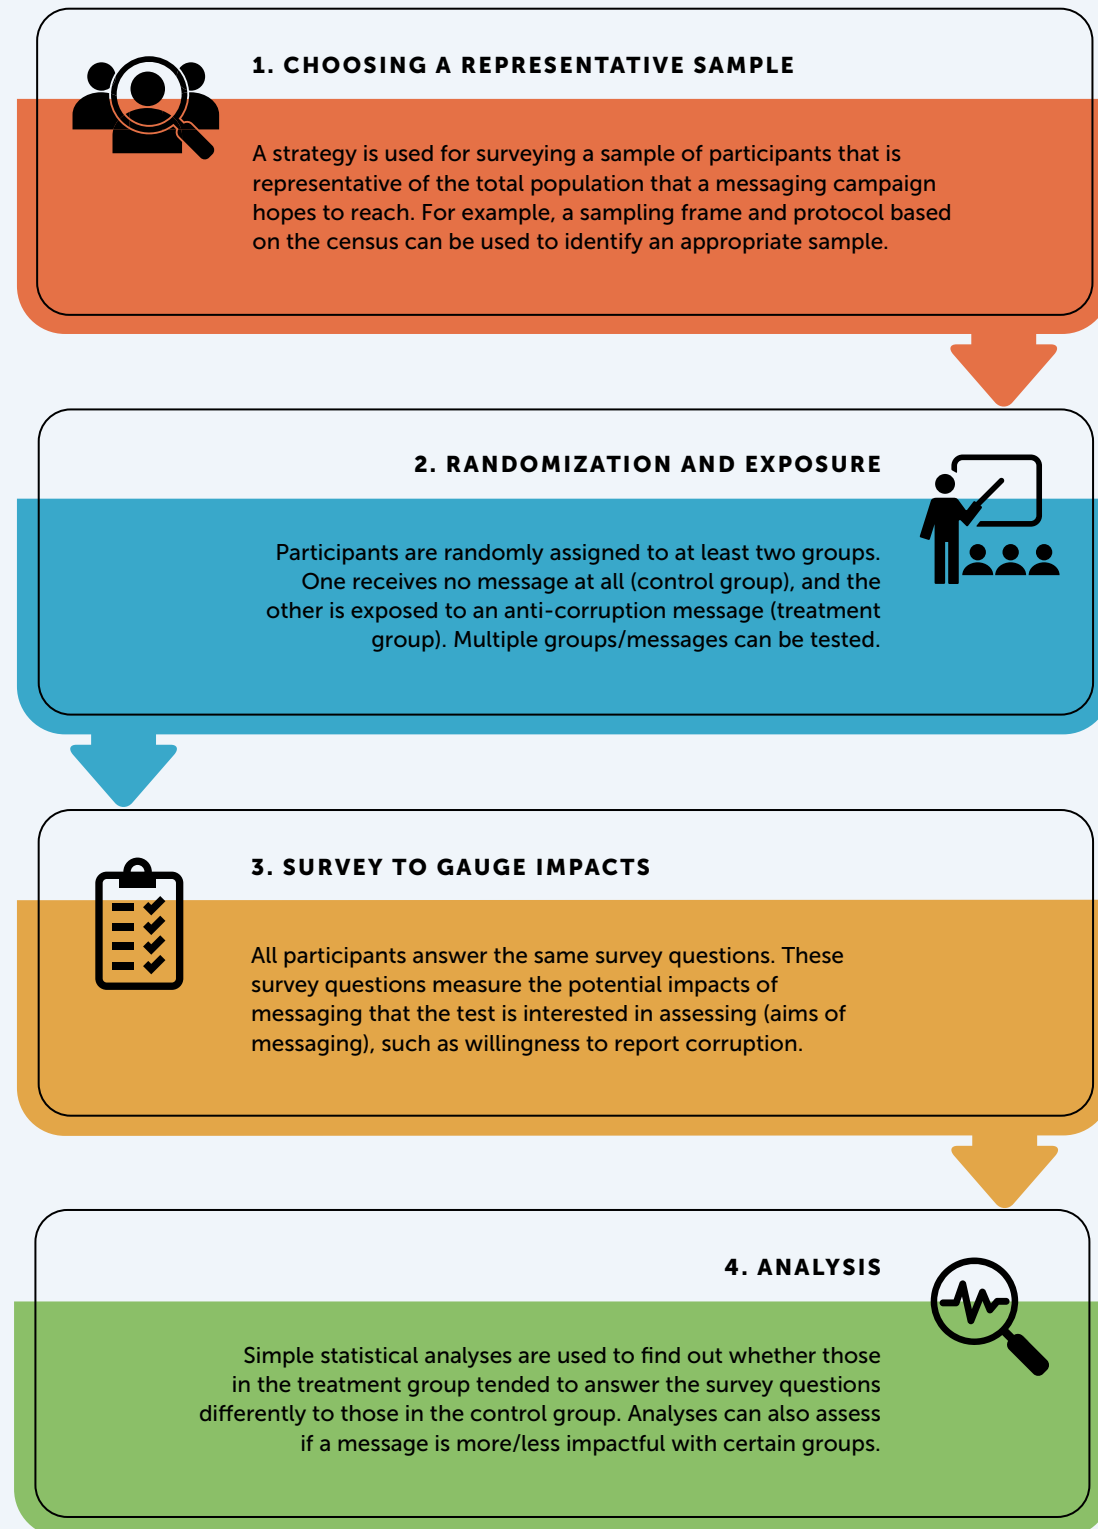 1. CHOOSING A REPRESENTATIVE SAMPLE
A strategy is used for surveying a sample of participants that is
representative of the total population that a messaging campaign
hopes to reach. For example, a sampling frame and protocol based
on the census can be used to identify an appropriate sample.
2. RANDOMIZATION AND EXPOSURE
Participants are randomly assigned to at least two groups.
One receives no message at all (control group), and the
other is exposed to an anti-corruption message (treatment
group). Multiple groups/messages can be tested.
3. SURVEY TO GAUGE IMPACTS
All participants answer the same survey questions. These
survey questions measure the potential impacts of
messaging that the test is interested in assessing (aims of
messaging), such as willingness to report corruption.
4. ANALYSIS
Simple statistical analyses are used to find out whether those
in the treatment group tended to answer the survey questions
differently to those in the control group. Analyses can also assess
if a message is more/less impactful with certain groups.